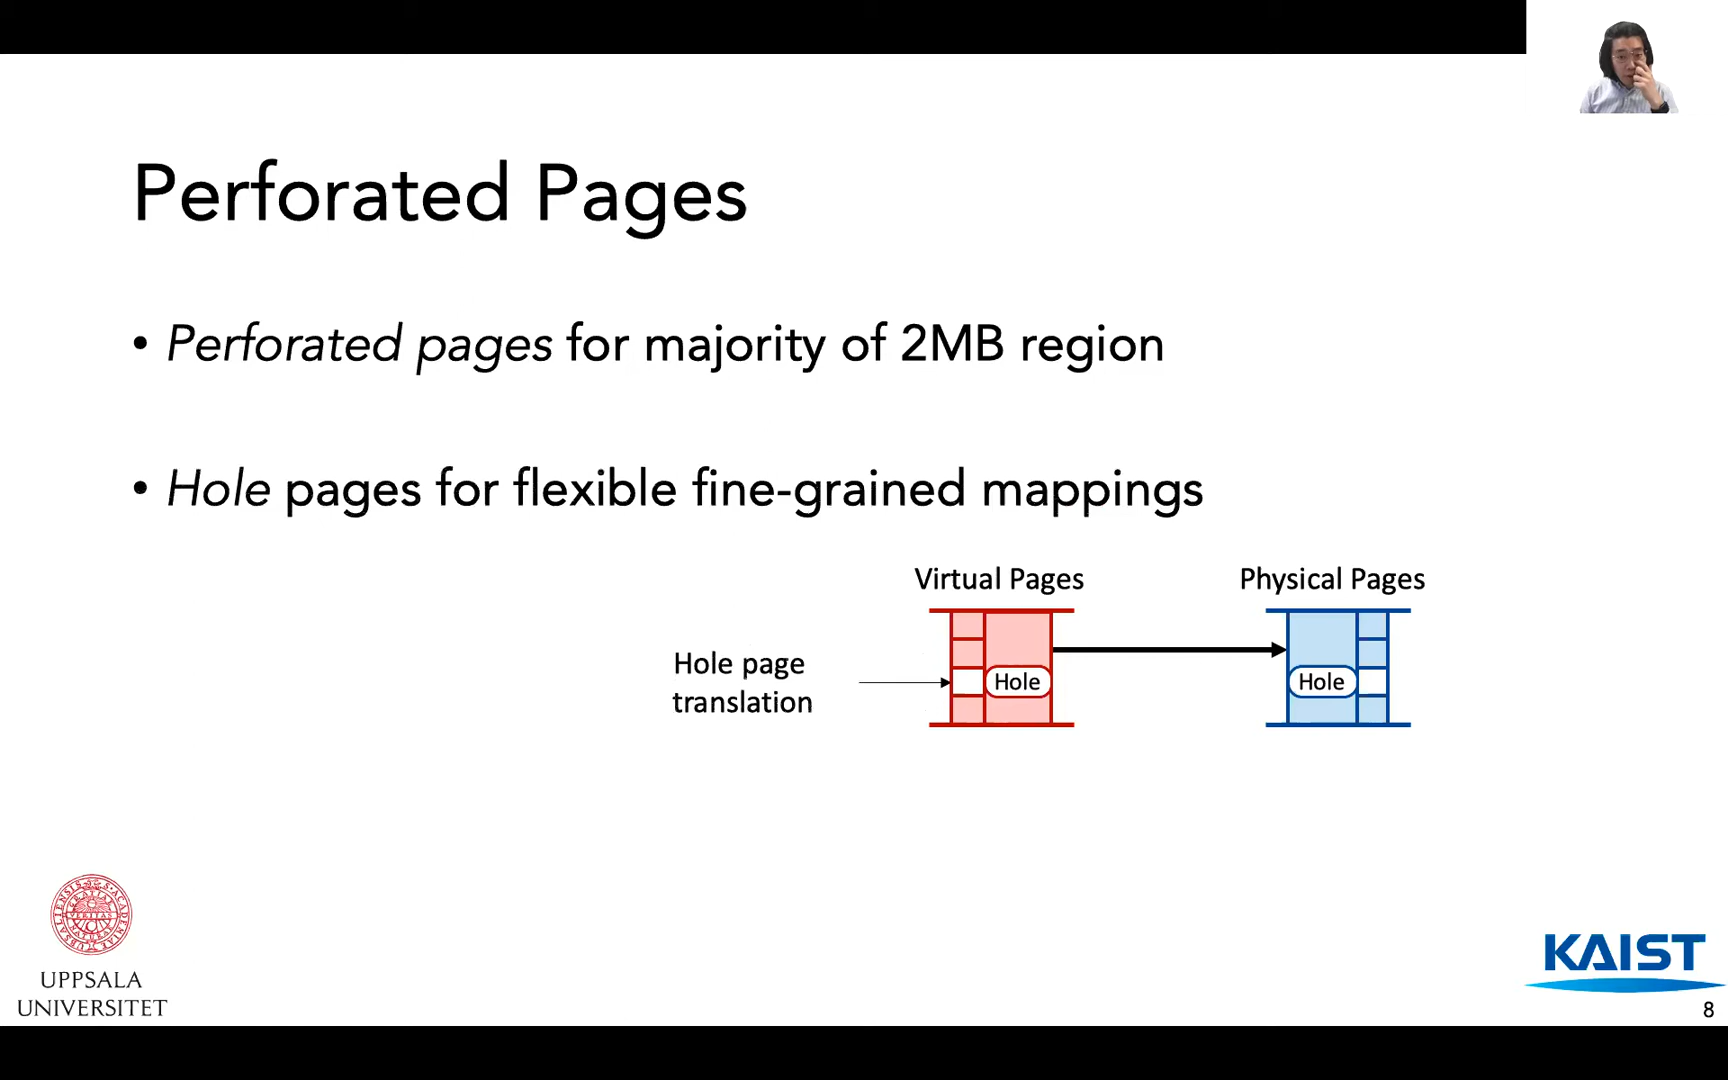 Perforated Pages
• Perforated pages for majority of 2MB region
• Hole pages for flexible fine-grained mappings
Virtual Pages
Physical Pages
Hole page
translation
Hole
Hole
UPPSALA
UNIVERSITET
KAIST
8